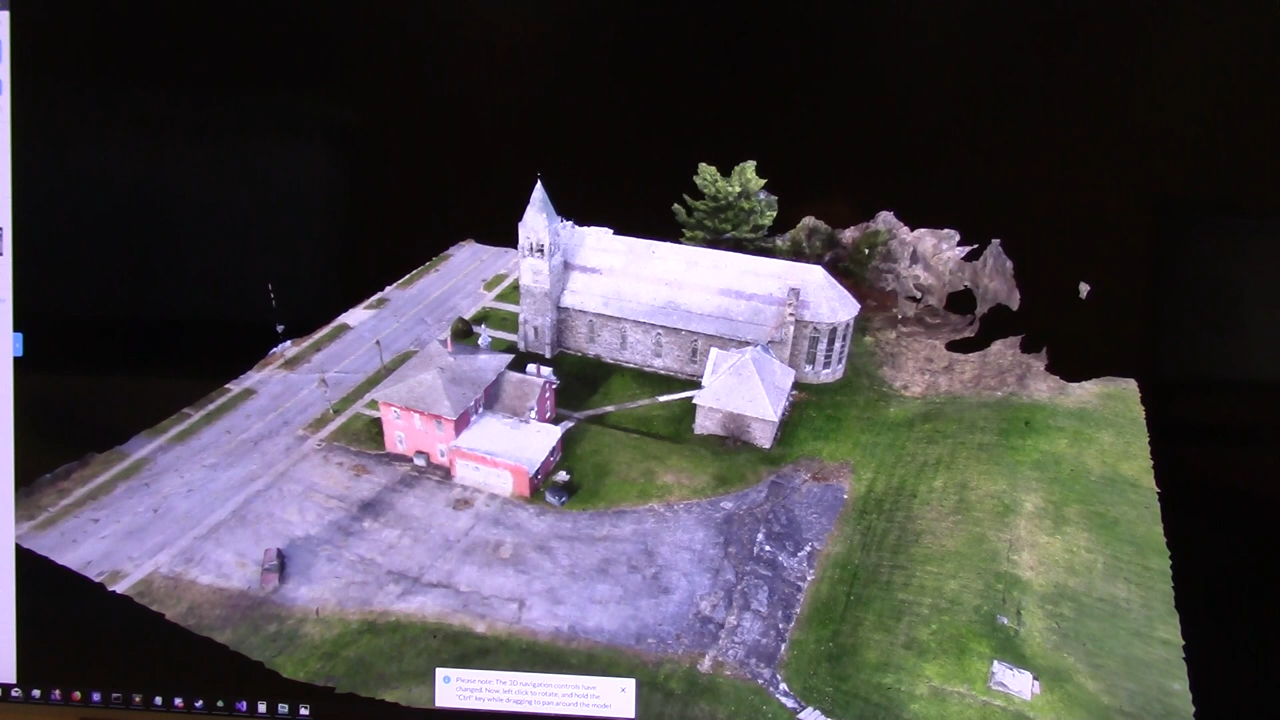 Please note: The 3D navigation controls have
changed. Now, left click to rotate, and hold the
"Ctrl" key while dragging to pan around the model!